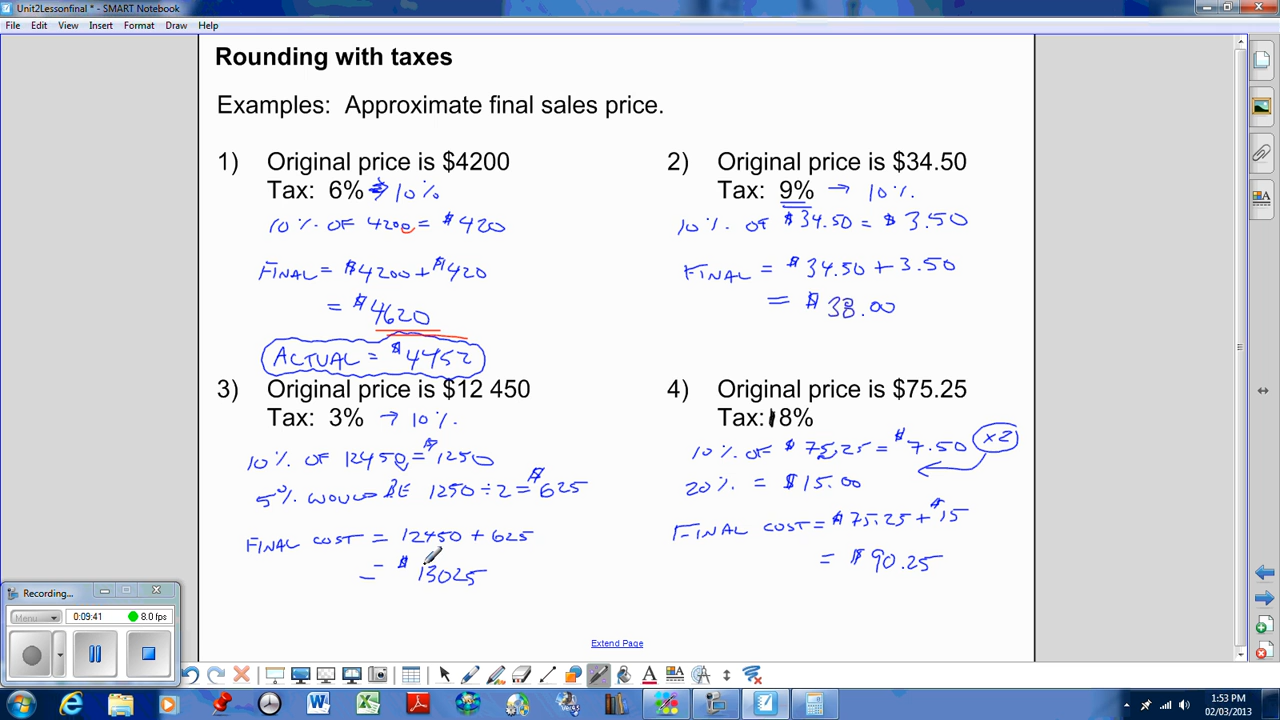 Unit2Lessonfinal * - SMART Notebook
File Edit View Insert Format Draw Help
Rounding with taxes
Examples: Approximate final sales price.
1) Original price is $4200
Tax: 6% → 10%
10% OF 4200 = $420
FINAL = $4200 + $420
= $4620
ACTUAL = $4452
2) Original price is $34.50
Tax: 9% → 10%.
10% OF $34.50 = $3.50
FINAL = $34.50 + 3.50
= $38.00
3) Original price is $12 450
Tax: 3% → 10%.
10% OF 12450 = $1250
5% WOULD BE 1250 ÷ 2 = $625
FINAL COST = 12450 + 625
= $13025
4) Original price is $75.25
Tax: 18%
10% OF $75.25 = $7.50 ×2
20% = $15.00
FINAL COST = $75.25 + $15
= $90.25
Extend Page
Recording...
Menu 0:09:41 8.0 fps
1:53 PM
02/03/2013